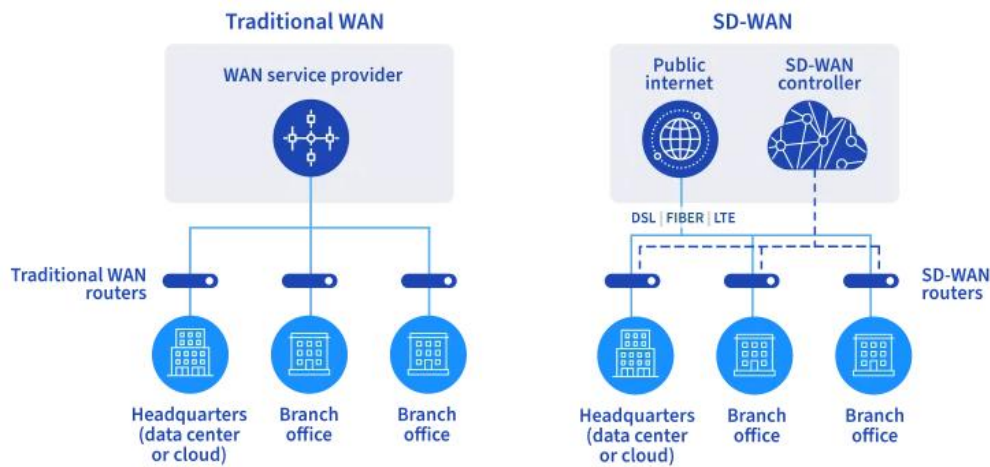 Traditional WAN
WAN service provider
Traditional WAN
routers
Headquarters
(data center
or cloud)
Branch
office
Branch
office
SD-WAN
Public
internet
SD-WAN
controller
DSL | FIBER | LTE
SD-WAN
routers
Headquarters
(data center
or cloud)
Branch
office
Branch
office